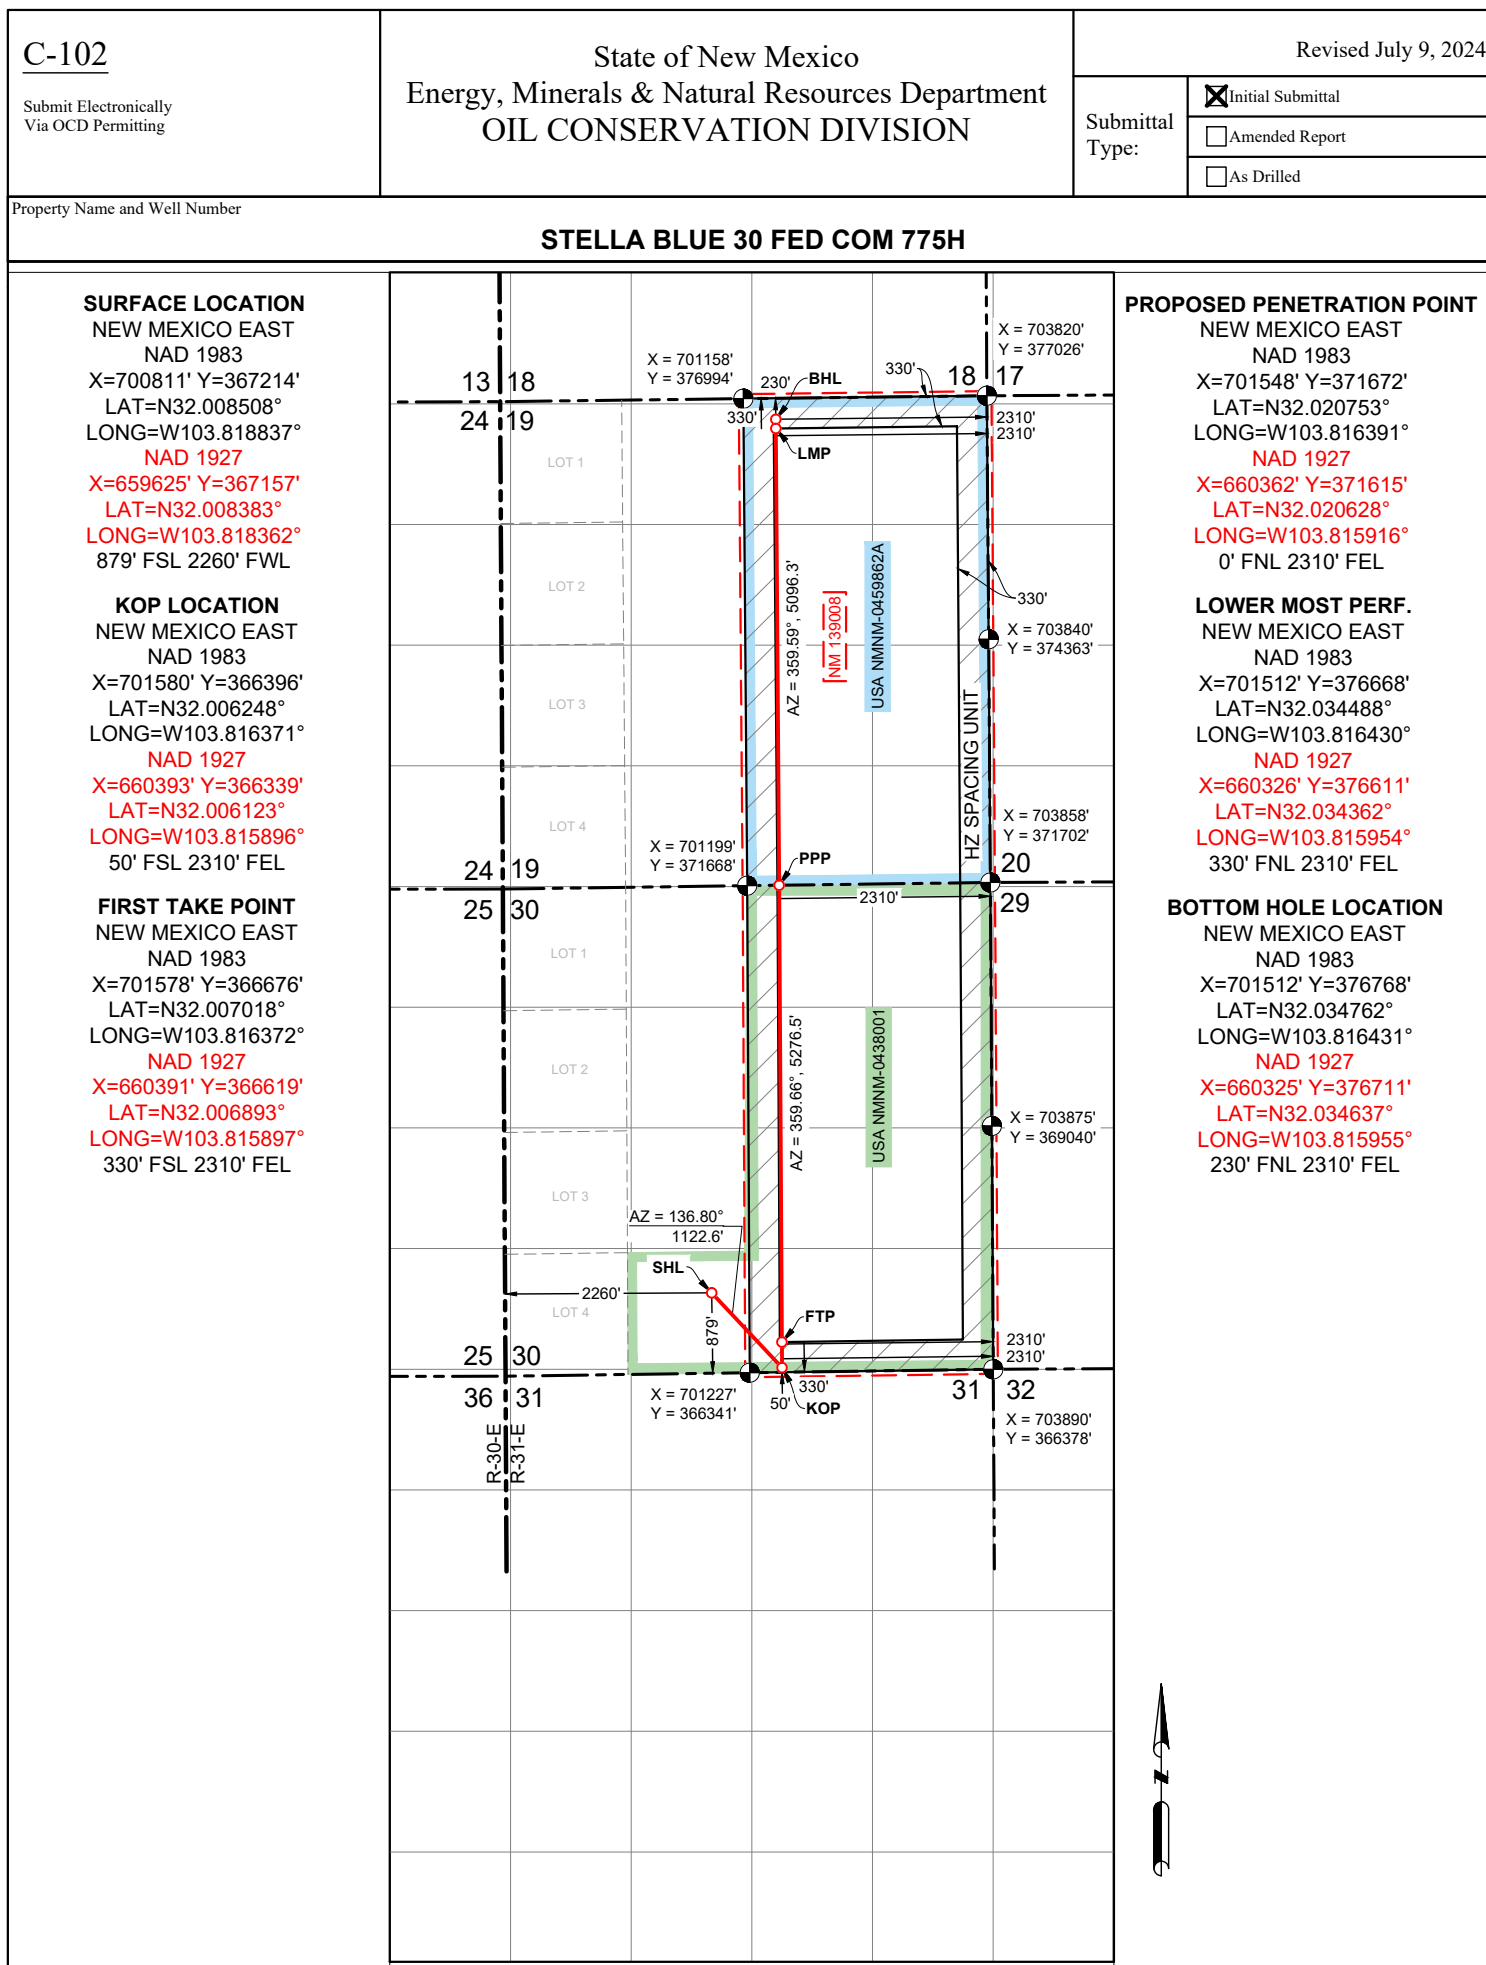 C-102
Submit Electronically
Via OCD Permitting
State of New Mexico
Energy, Minerals & Natural Resources Department
OIL CONSERVATION DIVISION
Revised July 9, 2024
Submittal
Type:
Initial Submittal
Amended Report
As Drilled
Property Name and Well Number
STELLA BLUE 30 FED COM 775H
SURFACE LOCATION
NEW MEXICO EAST
NAD 1983
X=700811' Y=367214'
LAT=N32.008508°
LONG=W103.818837°
NAD 1927
X=659625' Y=367157'
LAT=N32.008383°
LONG=W103.818362°
879' FSL 2260' FWL
KOP LOCATION
NEW MEXICO EAST
NAD 1983
X=701580' Y=366396'
LAT=N32.006248°
LONG=W103.816371°
NAD 1927
X=660393' Y=366339'
LAT=N32.006123°
LONG=W103.815896°
50' FSL 2310' FEL
FIRST TAKE POINT
NEW MEXICO EAST
NAD 1983
X=701578' Y=366676'
LAT=N32.007018°
LONG=W103.816372°
NAD 1927
X=660391' Y=366619'
LAT=N32.006893°
LONG=W103.815897°
330' FSL 2310' FEL
X = 703820'
Y = 377026'
X = 701158'
Y = 376994'
13 18
24 19
230'
BHL
330'
18 17
330'
2310'
2310'
LMP
LOT 1
LOT 2
LOT 3
LOT 4
AZ = 359.59°, 5096.3'
NM 139008
USA NMNM-0459862A
330'
X = 703840'
Y = 374363'
HZ SPACING UNIT
X = 703858'
Y = 371702'
X = 701199'
Y = 371668'
24 19
25 30
PPP
20
29
2310'
LOT 1
LOT 2
LOT 3
LOT 4
AZ = 359.66°, 5276.5'
USA NMNM-0438001
X = 703875'
Y = 369040'
AZ = 136.80°
1122.6'
SHL
2260'
879'
FTP
2310'
2310'
25 30
36 31
330'
50'
KOP
31 32
X = 701227'
Y = 366341'
X = 703890'
Y = 366378'
R-30-E
R-31-E
PROPOSED PENETRATION POINT
NEW MEXICO EAST
NAD 1983
X=701548' Y=371672'
LAT=N32.020753°
LONG=W103.816391°
NAD 1927
X=660362' Y=371615'
LAT=N32.020628°
LONG=W103.815916°
0' FNL 2310' FEL
LOWER MOST PERF.
NEW MEXICO EAST
NAD 1983
X=701512' Y=376668'
LAT=N32.034488°
LONG=W103.816430°
NAD 1927
X=660326' Y=376611'
LAT=N32.034362°
LONG=W103.815954°
330' FNL 2310' FEL
BOTTOM HOLE LOCATION
NEW MEXICO EAST
NAD 1983
X=701512' Y=376768'
LAT=N32.034762°
LONG=W103.816431°
NAD 1927
X=660325' Y=376711'
LAT=N32.034637°
LONG=W103.815955°
230' FNL 2310' FEL
N